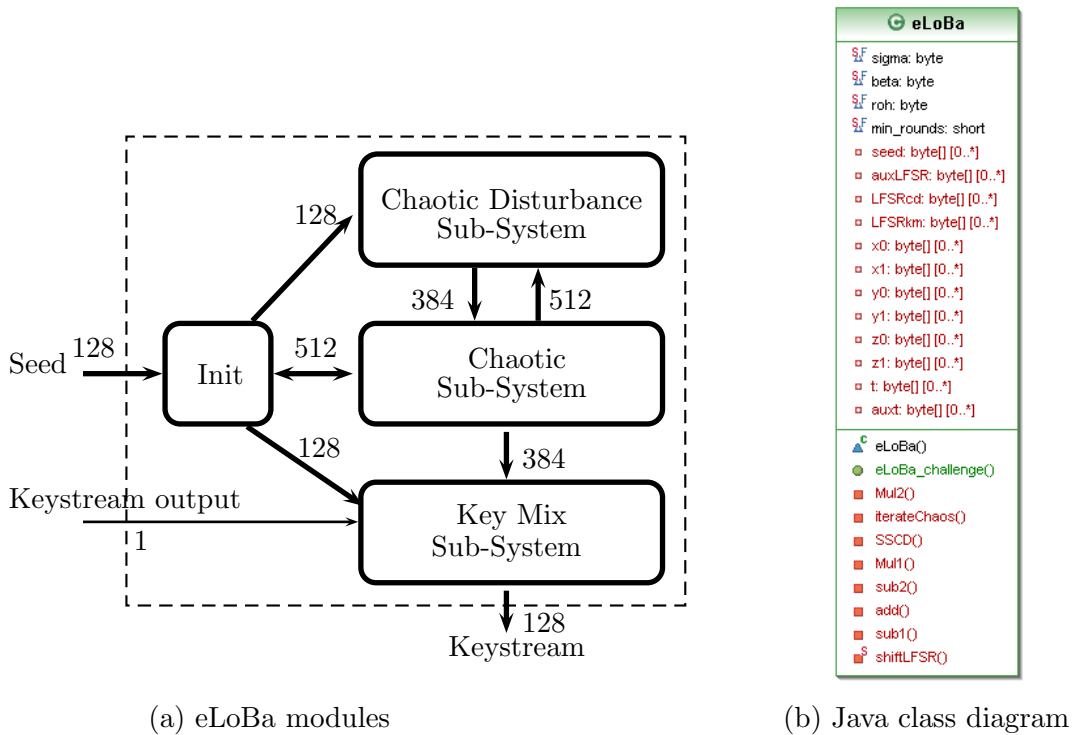 Chaotic Disturbance
Sub-System
128
384
512
Seed
128
Init
512
Chaotic
Sub-System
128
384
Keystream output
1
Key Mix
Sub-System
128
Keystream
(a) eLoBa modules
C eLoBa
S F sigma: byte
S F beta: byte
S F roh: byte
S F min_rounds: short
seed: byte[] [0..*]
auxLFSR: byte[] [0..*]
LFSRcd: byte[] [0..*]
LFSRkm: byte[] [0..*]
x0: byte[] [0..*]
x1: byte[] [0..*]
y0: byte[] [0..*]
y1: byte[] [0..*]
z0: byte[] [0..*]
z1: byte[] [0..*]
t: byte[] [0..*]
auxt: byte[] [0..*]
C eLoBa()
eLoBa_challenge()
Mul2()
iterateChaos()
SSCD()
Mul1()
sub2()
add()
sub1()
S shiftLFSR()
(b) Java class diagram